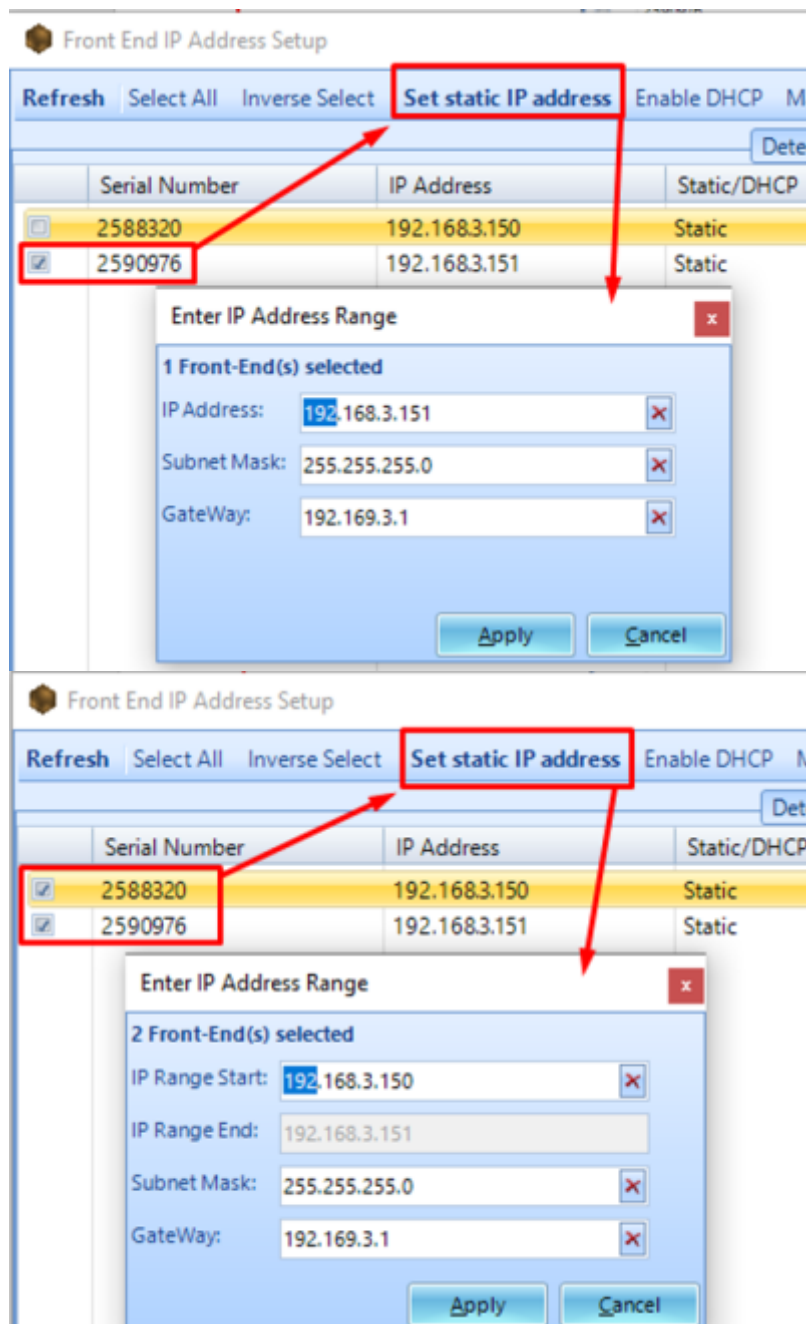 Front End IP Address Setup
Refresh Select All Inverse Select Set static IP address Enable DHCP M
Dete
Serial Number IP Address Static/DHCP
2588320 192.168.3.150 Static
2590976 192.168.3.151 Static
Enter IP Address Range x
1 Front-End(s) selected
IP Address: 192.168.3.151
Subnet Mask: 255.255.255.0
GateWay: 192.169.3.1
Apply Cancel
Front End IP Address Setup
Refresh Select All Inverse Select Set static IP address Enable DHCP M
Det
Serial Number IP Address Static/DHCP
2588320 192.168.3.150 Static
2590976 192.168.3.151 Static
Enter IP Address Range x
2 Front-End(s) selected
IP Range Start: 192.168.3.150
IP Range End: 192.168.3.151
Subnet Mask: 255.255.255.0
GateWay: 192.169.3.1
Apply Cancel